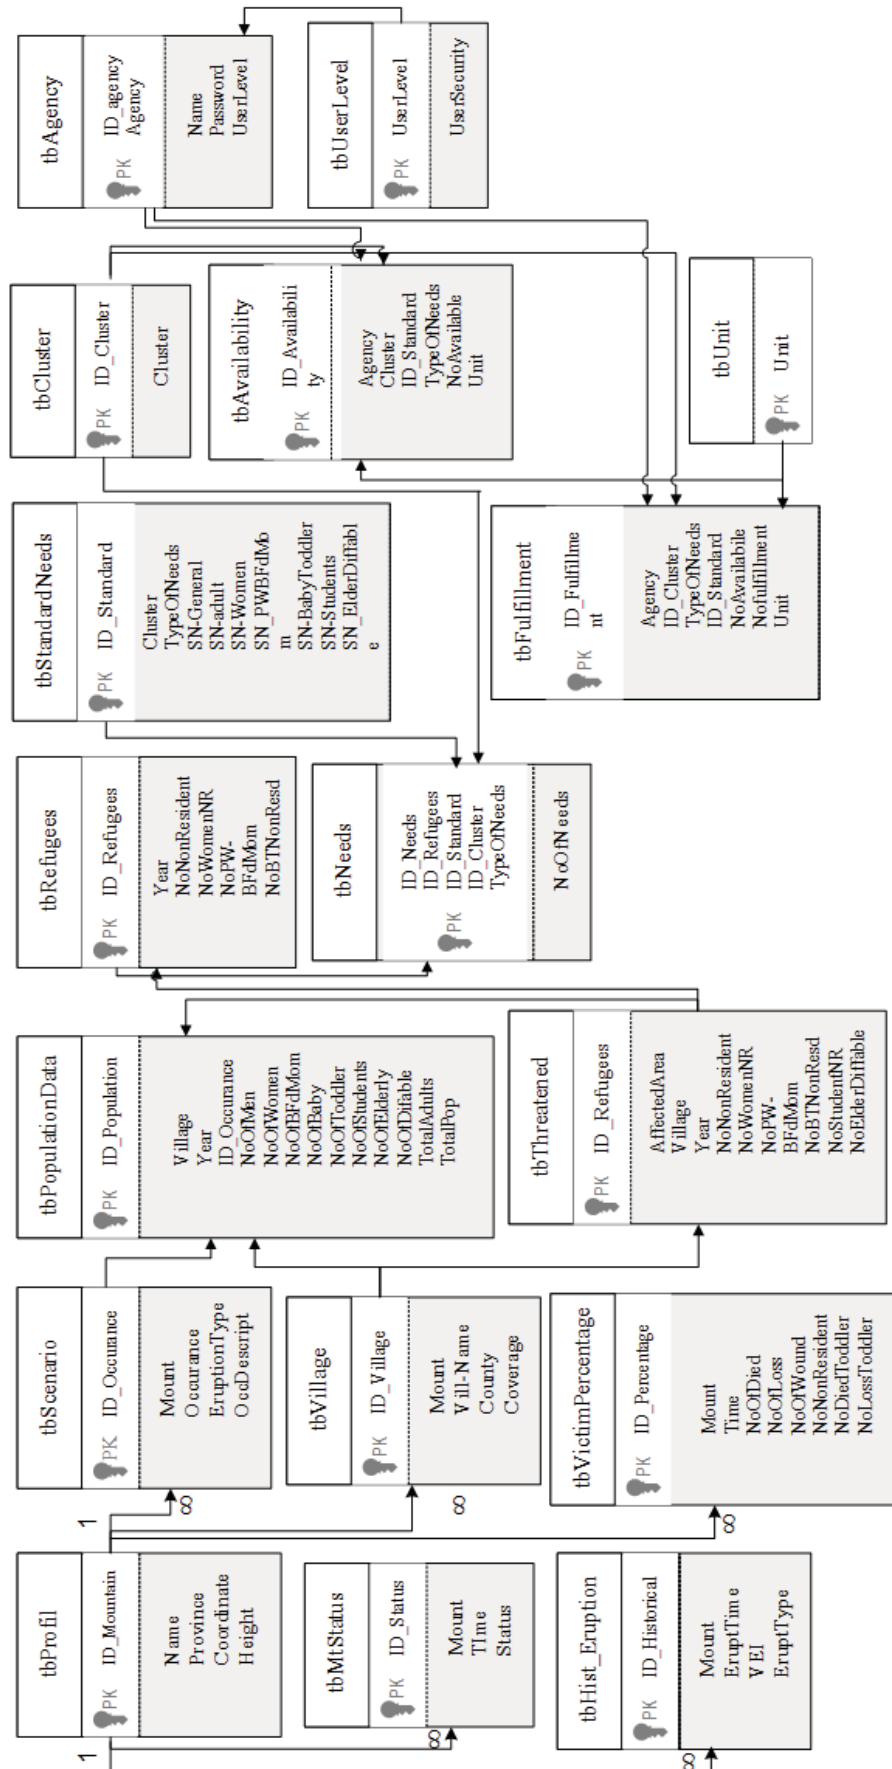 tbProfil
PK ID_Mountain
Name
Province
Coordinate
Height
1
1
∞
tbScenario
PK ID_Occurance
Mount
Occurance
EruptionType
OccDescript
tbPopulationData
PK ID_Population
Village
Year
ID_Occurance
NoOfMen
NoOfWomen
NoOfBFdMom
NoOfBaby
NoOfToddler
NoOfStudents
NoOfElderly
NoOfDifable
TotalAdults
TotalPop
tbRefugees
PK ID_Refugees
Year
NoNonResident
NoWomenNR
NoPW-
BFdMom
NoBTNonResd
tbStandardNeeds
PK ID_Standard
Cluster
TypeOfNeeds
SN-General
SN-adult
SN-Women
SN_PWBFdMo
m
SN-BabyToddler
SN-Students
SN_ElderDiffabl
e
tbCluster
PK ID_Cluster
Cluster
tbAgency
PK ID_agency
Agency
Name
Password
UserLevel
tbMtStatus
PK ID_Status
Mount
TIme
Status
∞
tbVillage
PK ID_Village
Mount
Vill-Name
County
Coverage
∞
tbNeeds
PK ID_Needs
ID_Refugees
ID_Standard
ID_Cluster
TypeOfNeeds
NoOfNeeds
tbAvailability
PK ID_Availabili
ty
Agency
Cluster
ID_Standard
TypeOfNeeds
NoAvailable
Unit
tbUserLevel
PK UserLevel
UserSecurity
tbHist_Eruption
PK ID_Historical
Mount
EruptTime
VEI
EruptType
∞
tbVictimPercentage
PK ID_Percentage
Mount
Time
NoOfDied
NoOfLoss
NoOfWound
NoNonResident
NoDiedToddler
NoLossToddler
∞
tbThreatened
PK ID_Refugees
AffectedArea
Village
Year
NoNonResident
NoWomenNR
NoPW-
BFdMom
NoBTNonResd
NoStudentNR
NoElderDiffable
tbFulfillment
PK ID_Fulfillme
nt
Agency
ID_Cluster
TypeOfNeeds
ID_Standard
NoAvailabile
Nofulfillment
Unit
tbUnit
PK Unit